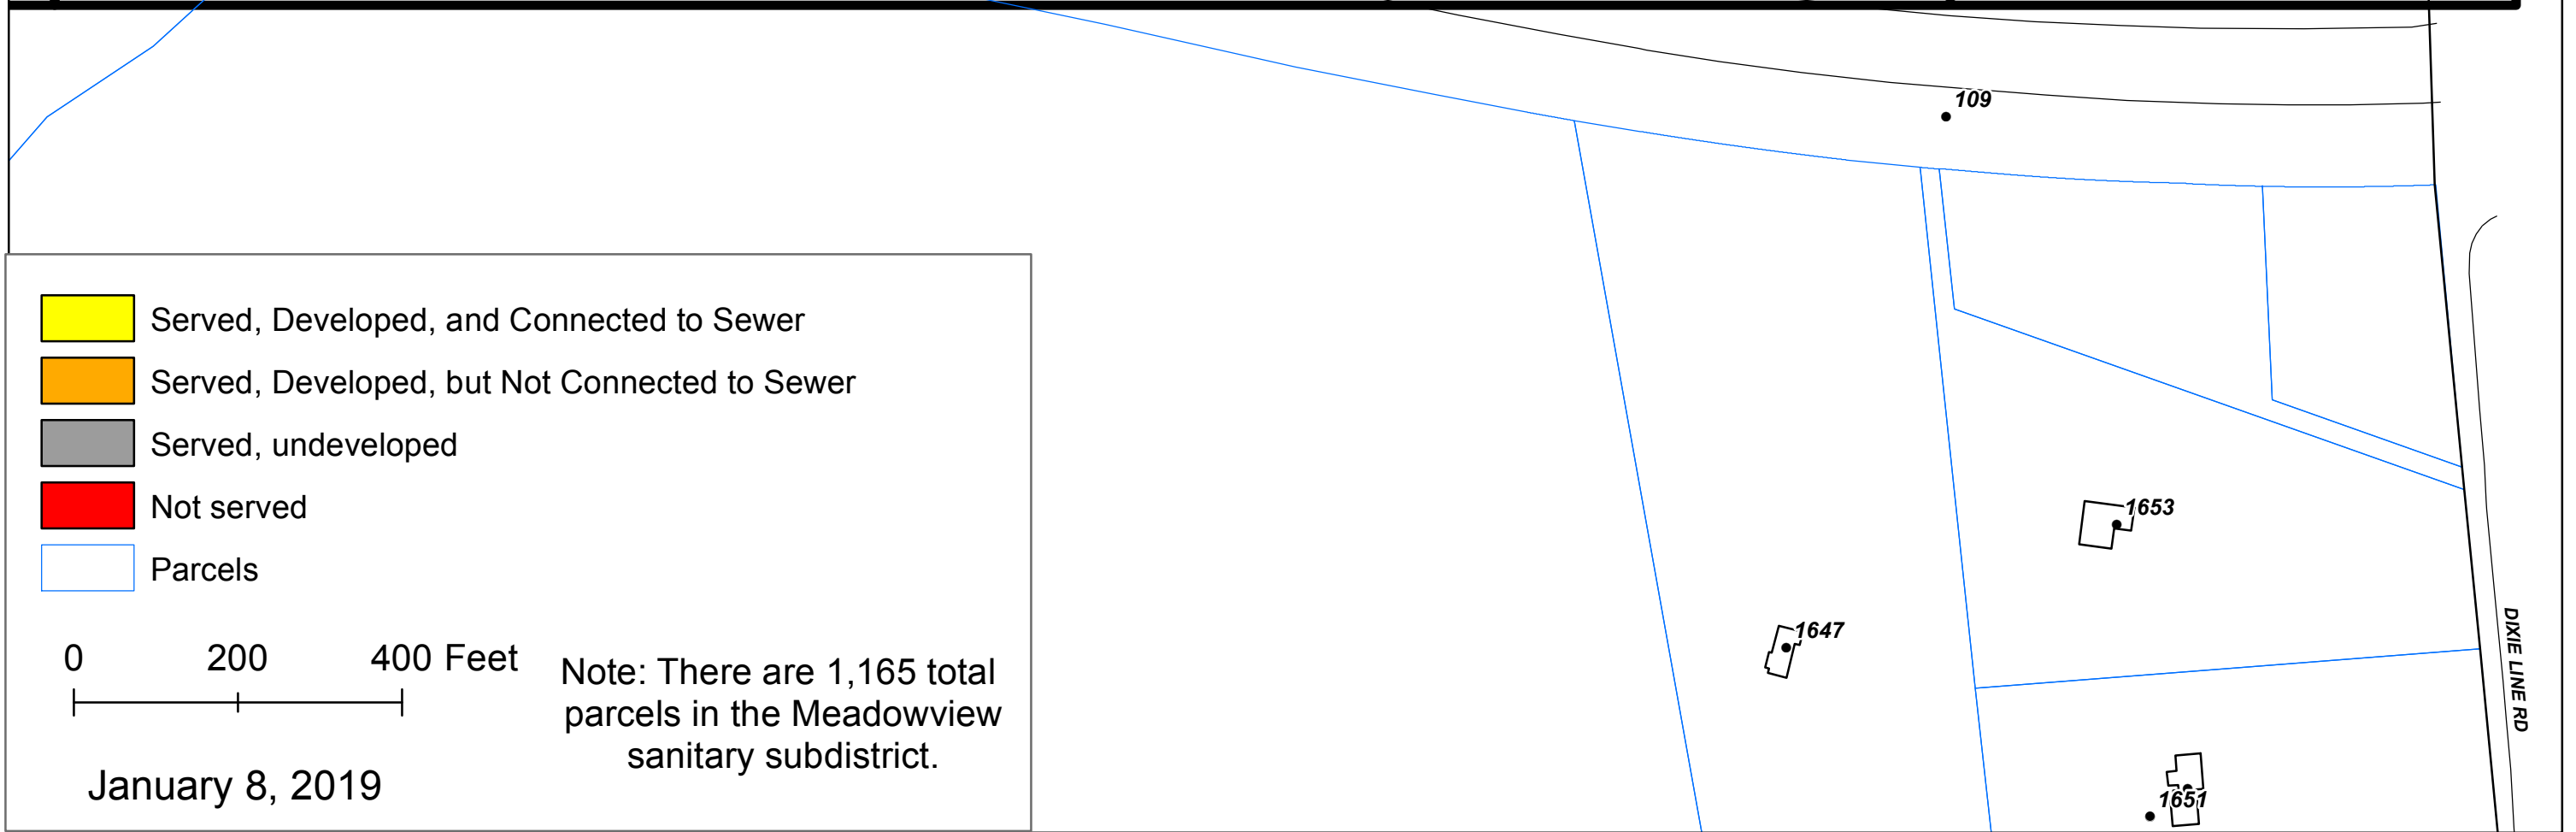 109
Served, Developed, and Connected to Sewer
Served, Developed, but Not Connected to Sewer
Served, undeveloped
Not served
Parcels
0 200 400 Feet
Note: There are 1,165 total
parcels in the Meadowview
sanitary subdistrict.
January 8, 2019
1653
1647
DIXIE LINE RD
1651